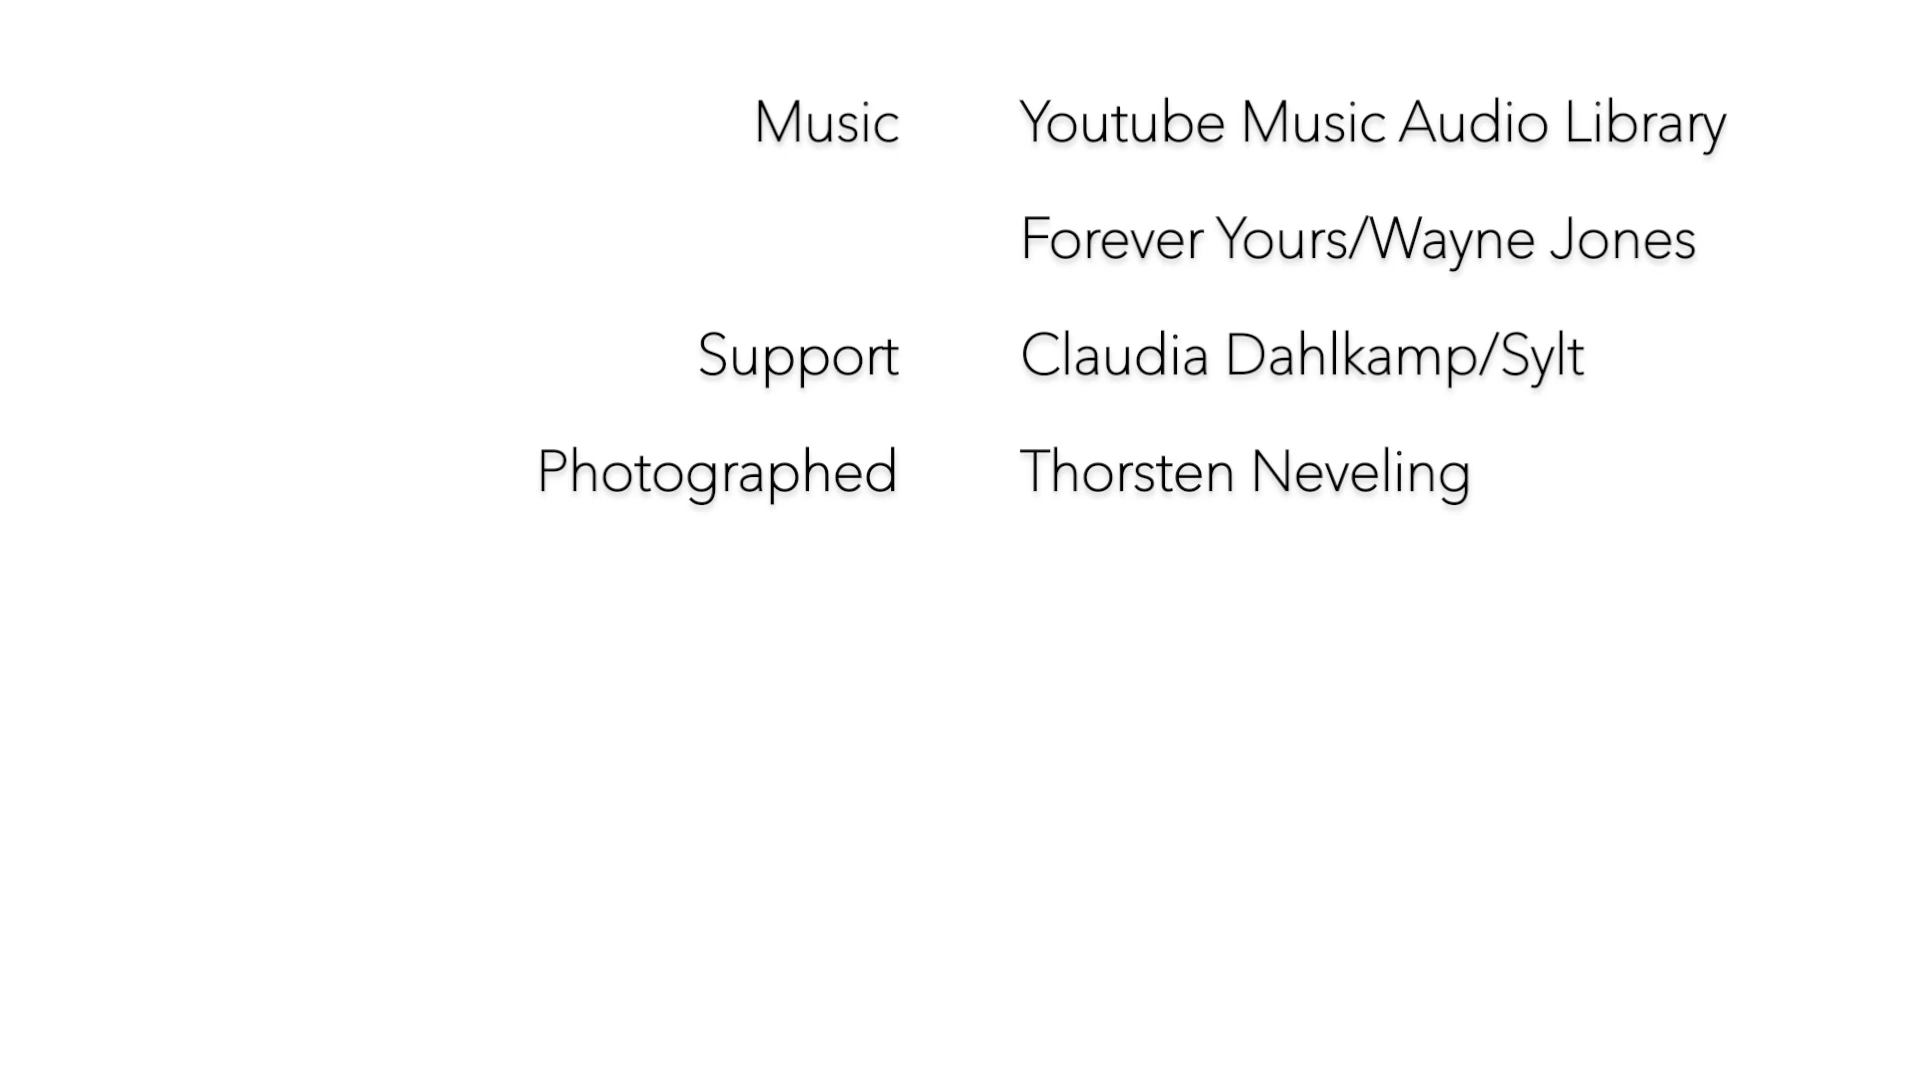 Music Youtube Music Audio Library
Forever Yours/Wayne Jones
Support Claudia Dahlkamp/Sylt
Photographed Thorsten Neveling